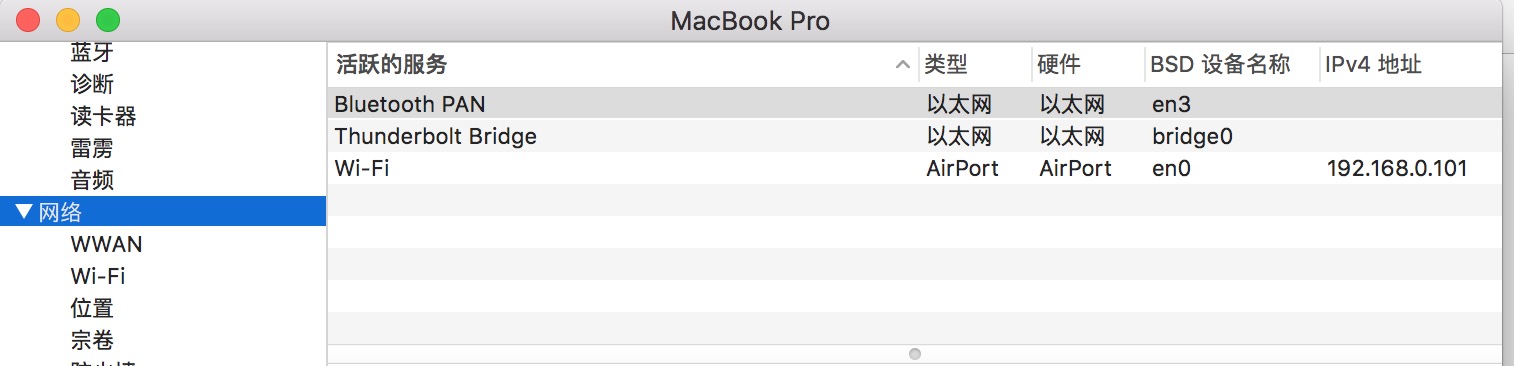 MacBook Pro
蓝牙
诊断
读卡器
雷雳
音频
网络
WWAN
Wi-Fi
位置
宗卷
活跃的服务 类型 硬件 BSD 设备名称 IPv4 地址
Bluetooth PAN 以太网 以太网 en3
Thunderbolt Bridge 以太网 以太网 bridge0
Wi-Fi AirPort AirPort en0 192.168.0.101